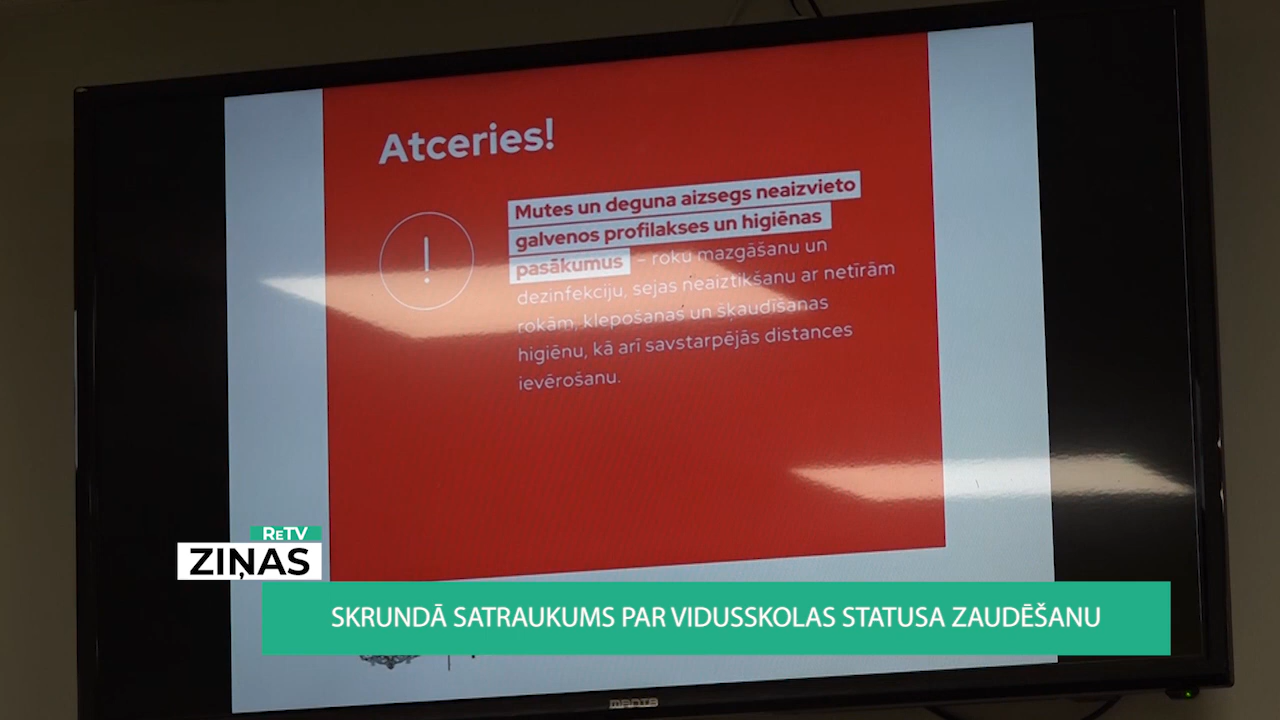 Atceries!
Mutes un deguna aizsegs neaizvieto
galvenos profilakses un higiēnas
pasākumus – roku mazgāšanu un
dezinfekciju, sejas neaiztikšanu ar netīrām
rokām, klepošanas un šķaudīšanas
higiēnu, kā arī savstarpējās distances
ievērošanu.
!
ReTV
ZIŅAS
SKRUNDĀ SATRAUKUMS PAR VIDUSSKOLAS STATUSA ZAUDĒŠANU
MANTA